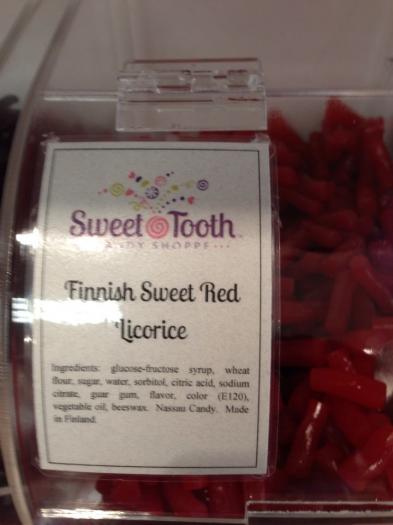 Sweet Tooth
CANDY SHOPPE
Finnish Sweet Red
Licorice
Ingredients: glucose-fructose syrup, wheat
flour, sugar, water, sorbitol, citric acid, sodium
citrate, guar gum, flavor, color (E120),
vegetable oil, beeswax. Nassau Candy. Made
in Finland.